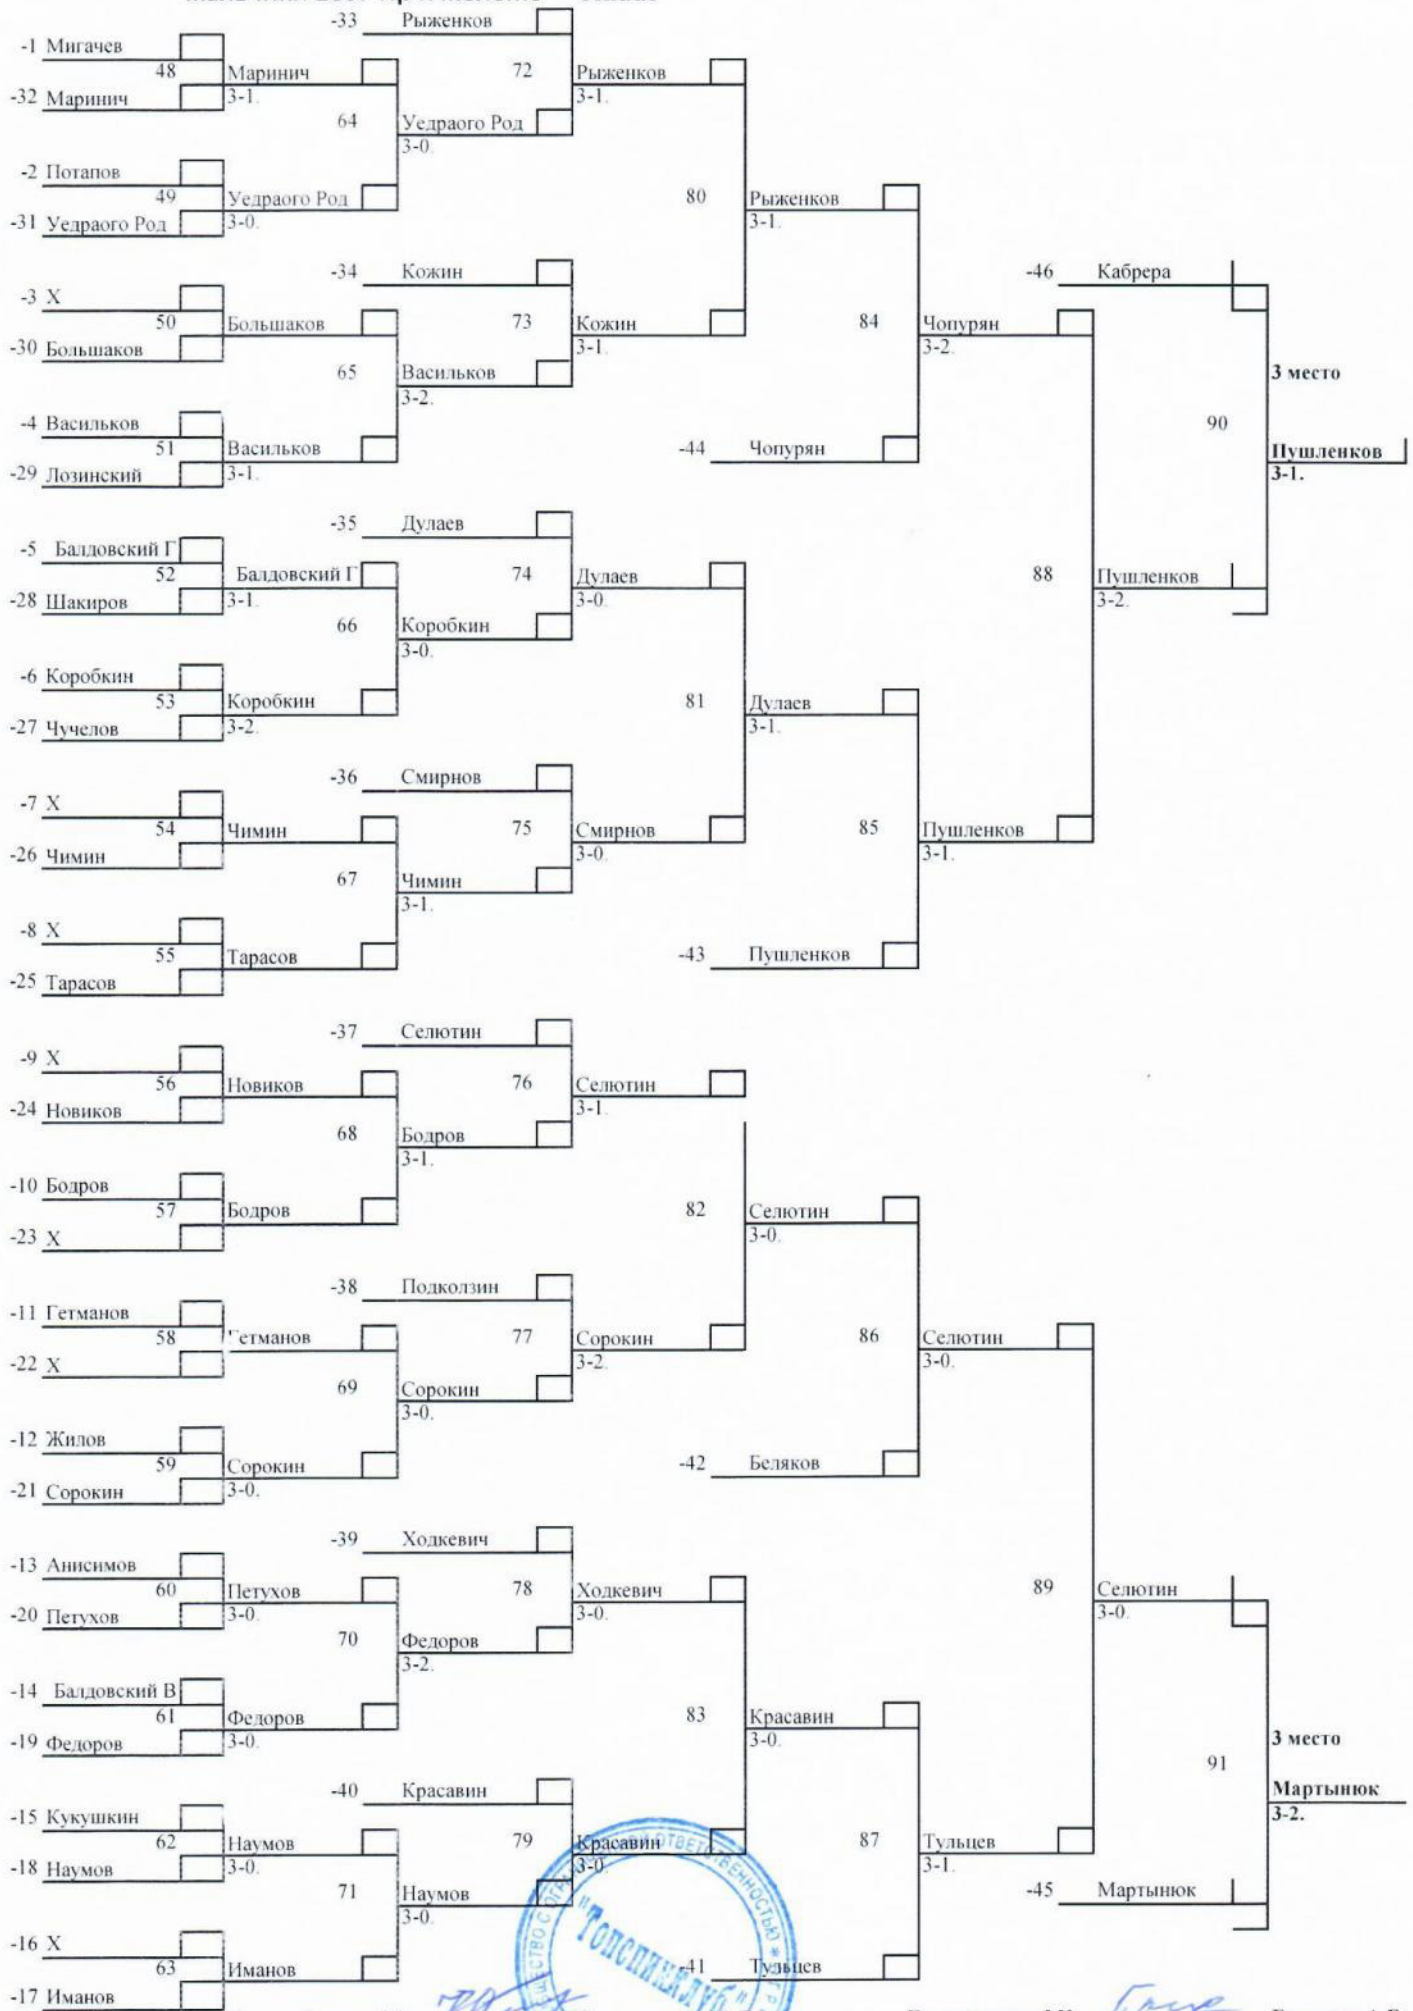 -33 Рыженков
-1 Мигачев
48 Маринич 72 Рыженков
-32 Маринич 3-1. 3-1.
64 Уедраого Род
3-0.
-2 Потапов
49 Уедраого Род 80 Рыженков
-31 Уедраого Род 3-0. 3-1.
-34 Кожин -46 Кабрера
-3 X
50 Большаков 73 Кожин 84 Чопурян
-30 Большаков 3-1. 3-2.
65 Васильков 3 место
3-2.
-4 Васильков 90
51 Васильков -44 Чопурян Пушленков
-29 Лозинский 3-1. 3-1.
-35 Дулаев
-5 Балдовский Г
52 Балдовский Г 74 Дулаев 88 Пушленков
-28 Шакиров 3-1. 3-0. 3-2.
66 Коробкин
3-0.
-6 Коробкин
53 Коробкин 81 Дулаев
-27 Чучелов 3-2. 3-1.
-36 Смирнов
-7 X
54 Чимин 75 Смирнов 85 Пушленков
-26 Чимин 3-0. 3-1.
67 Чимин
3-1.
-8 X
55 Тарасов -43 Пушленков
-25 Тарасов
-37 Селютин
-9 X
56 Новиков 76 Селютин
-24 Новиков 3-1.
68 Бодров
3-1.
-10 Бодров
57 Бодров 82 Селютин
-23 X 3-0.
-38 Подколзин
-11 Гетманов
58 Гетманов 77 Сорокин 86 Селютин
-22 X 3-2. 3-0.
69 Сорокин
3-0.
-12 Жилов
59 Сорокин -42 Беляков
-21 Сорокин 3-0.
-39 Ходкевич
-13 Анисимов
60 Петухов 78 Ходкевич 89 Селютин
-20 Петухов 3-0. 3-0. 3-0.
70 Федоров
3-2.
-14 Балдовский В
61 Федоров 83 Красавин
-19 Федоров 3-0. 3-0. 3 место
91
-40 Красавин Мартынюк
-15 Кукушкин 3-2.
62 Наумов 79 Красавин 87 Тульцев
-18 Наумов 3-0. 3-0 3-1.
71 Наумов -45 Мартынюк
3-0.
-16 X
63 Иманов -41 Тульцев
-17 Иманов
"Топспинклуб"